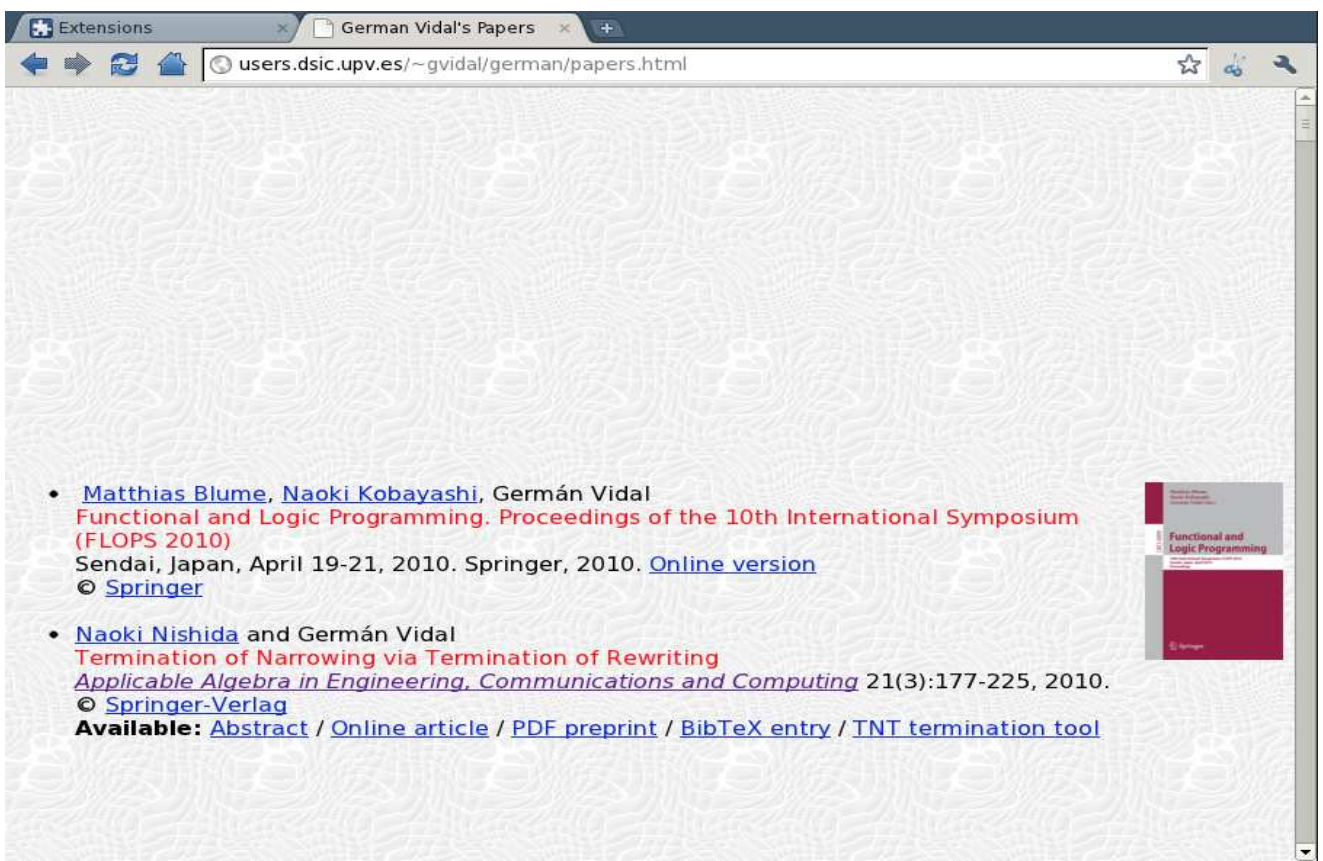 Extensions
German Vidal's Papers
users.dsic.upv.es/~gvidal/german/papers.html
• Matthias Blume, Naoki Kobayashi, Germán Vidal
Functional and Logic Programming. Proceedings of the 10th International Symposium
(FLOPS 2010)
Sendai, Japan, April 19-21, 2010. Springer, 2010. Online version
© Springer
Functional and
Logic Programming
Springer
• Naoki Nishida and Germán Vidal
Termination of Narrowing via Termination of Rewriting
Applicable Algebra in Engineering, Communications and Computing 21(3):177-225, 2010.
© Springer-Verlag
Available: Abstract / Online article / PDF preprint / BibTeX entry / TNT termination tool